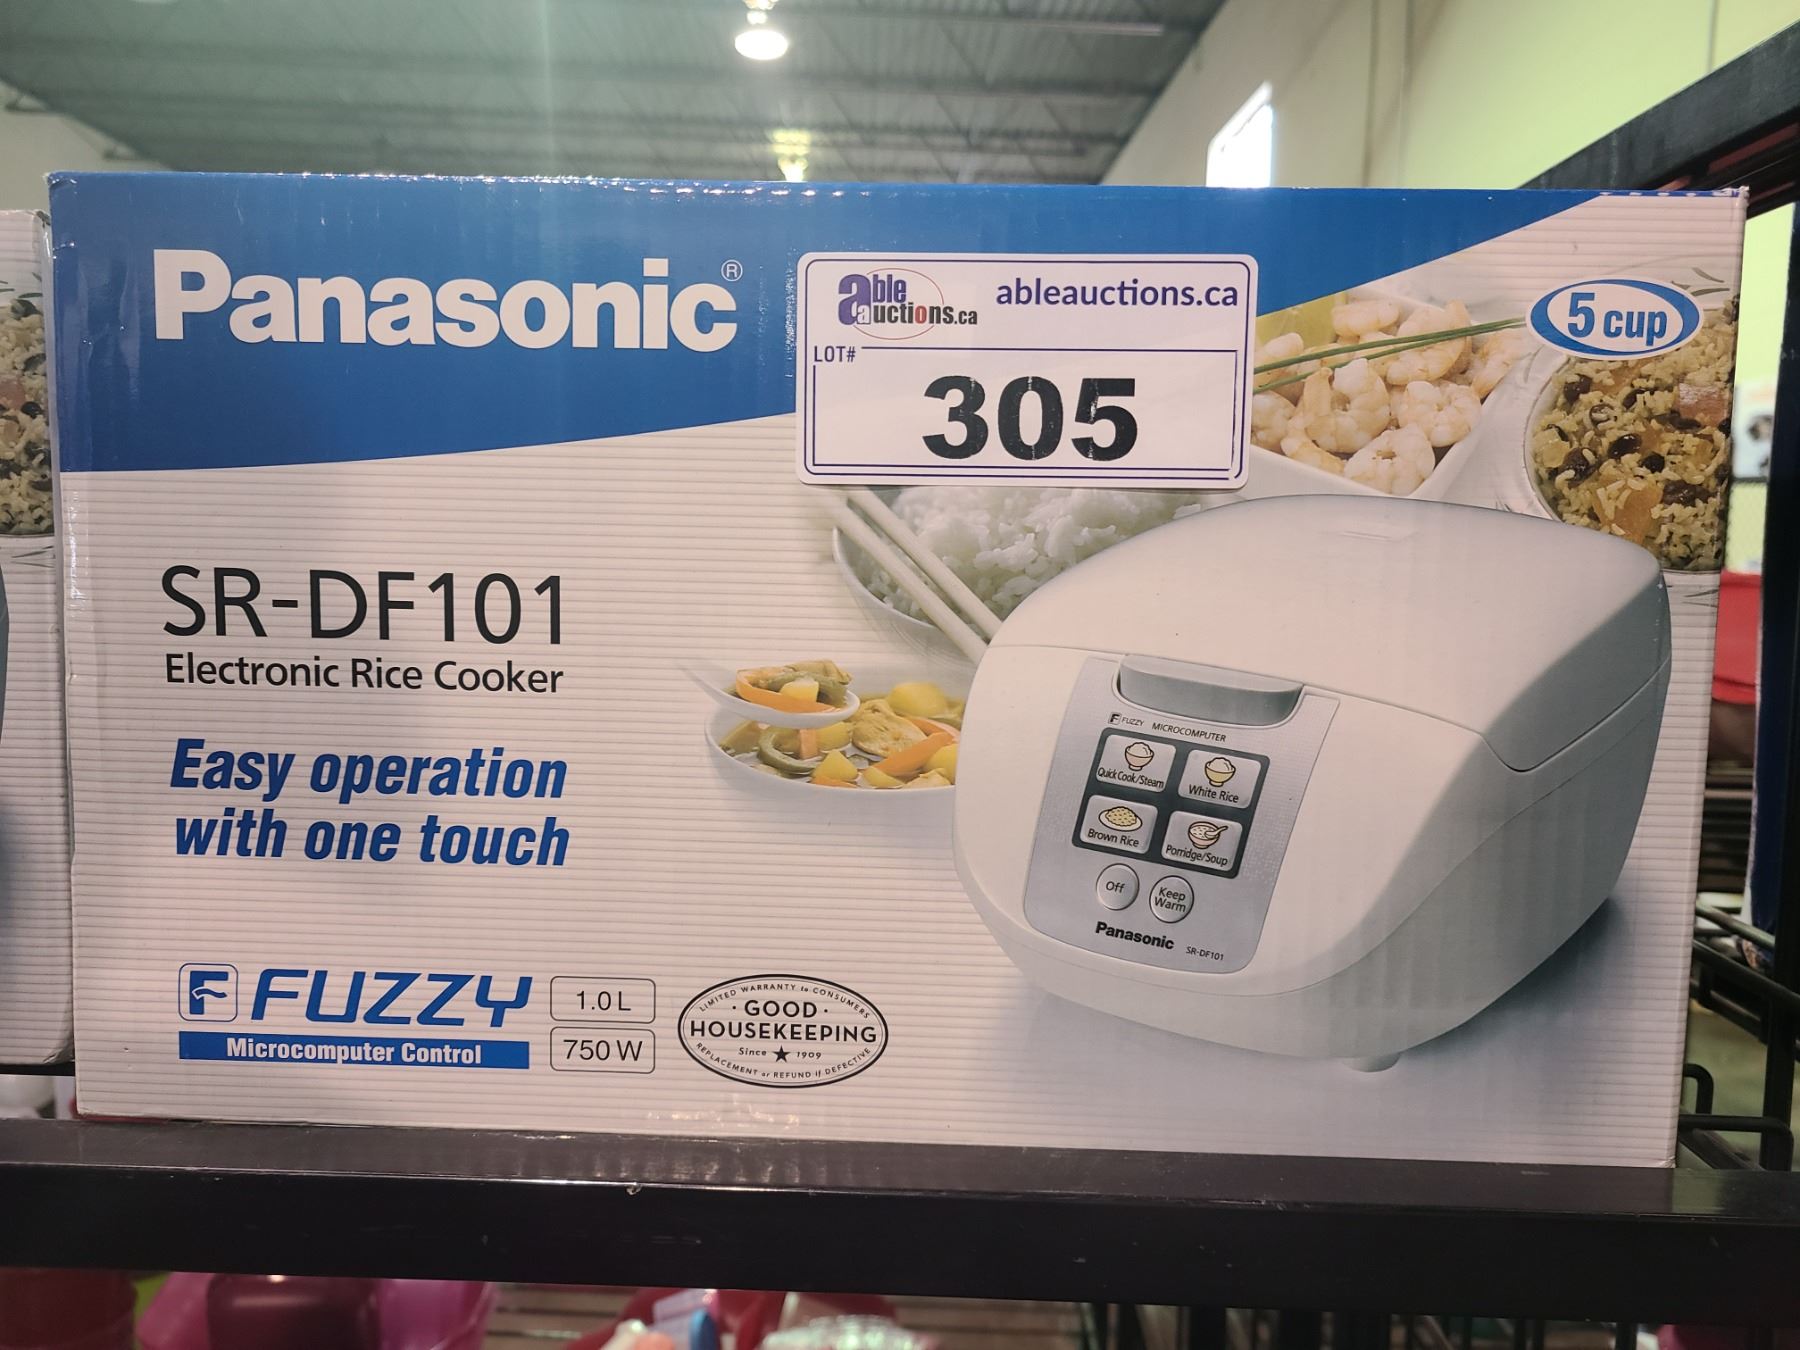 Panasonic®
able auctions.ca
ableauctions.ca
LOT#
305
5 cup
SR-DF101
Electronic Rice Cooker
Easy operation
with one touch
F FUZZY
Microcomputer Control
1.0 L
750 W
LIMITED WARRANTY to CONSUMERS
· GOOD ·
HOUSEKEEPING
Since ★ 1909
REPLACEMENT or REFUND if DEFECTIVE
F FUZZY MICROCOMPUTER
Quick Cook/Steam
White Rice
Brown Rice
Porridge/Soup
Off
Keep
Warm
Panasonic SR-DF101